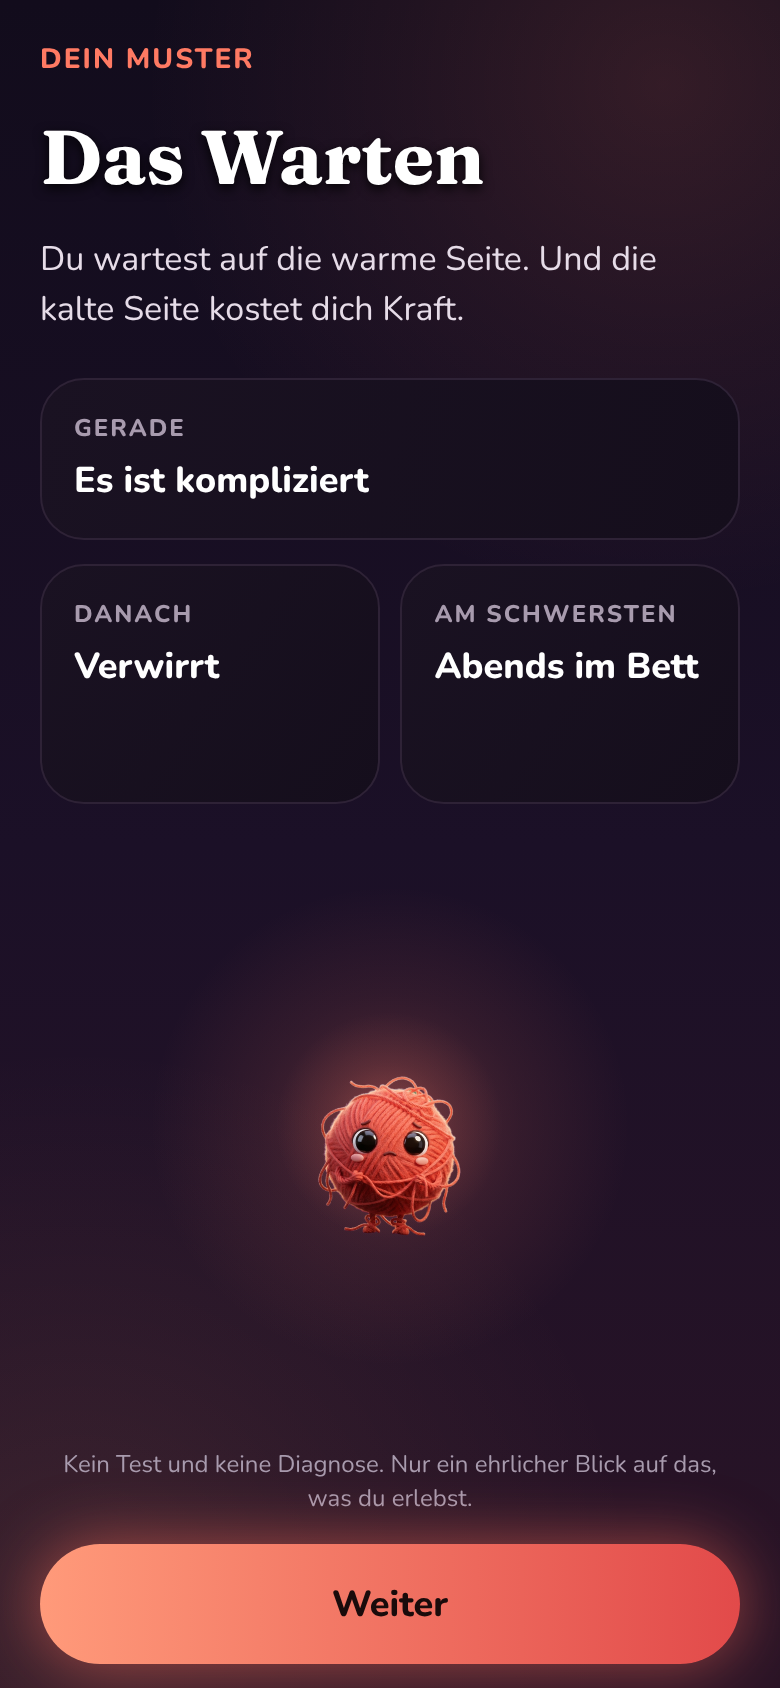 DEIN MUSTER
Das Warten
Du wartest auf die warme Seite. Und die
kalte Seite kostet dich Kraft.
GERADE
Es ist kompliziert
DANACH
Verwirrt
AM SCHWERSTEN
Abends im Bett
Kein Test und keine Diagnose. Nur ein ehrlicher Blick auf das,
was du erlebst.
Weiter